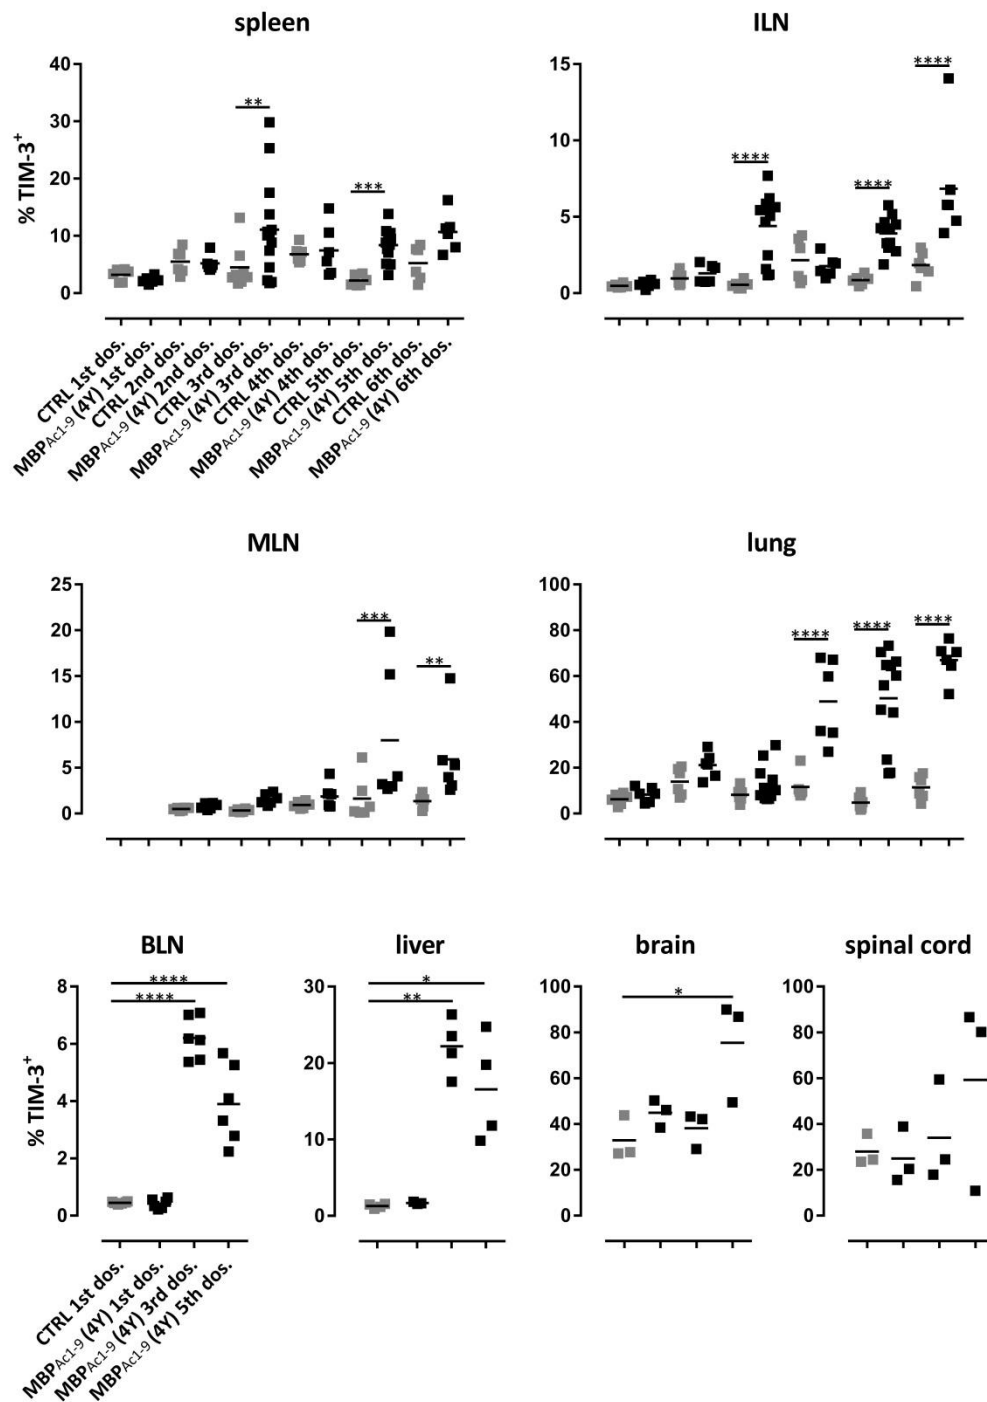 spleen
ILN
% TIM-3+
40
30
20
10
0
**
***
15
10
5
0
****
****
****
CTRL 1st dos.
MBPAc1-9 (4Y) 1st dos.
CTRL 2nd dos.
MBPAc1-9 (4Y) 2nd dos.
CTRL 3rd dos.
MBPAc1-9 (4Y) 3rd dos.
CTRL 4th dos.
MBPAc1-9 (4Y) 4th dos.
CTRL 5th dos.
MBPAc1-9 (4Y) 5th dos.
CTRL 6th dos.
MBPAc1-9 (4Y) 6th dos.
MLN
lung
25
20
15
10
5
0
***
**
100
80
60
40
20
0
****
****
****
BLN
liver
brain
spinal cord
% TIM-3+
8
6
4
2
0
****
****
30
20
10
0
*
**
100
80
60
40
20
0
*
100
80
60
40
20
0
CTRL 1st dos.
MBPAc1-9 (4Y) 1st dos.
MBPAc1-9 (4Y) 3rd dos.
MBPAc1-9 (4Y) 5th dos.